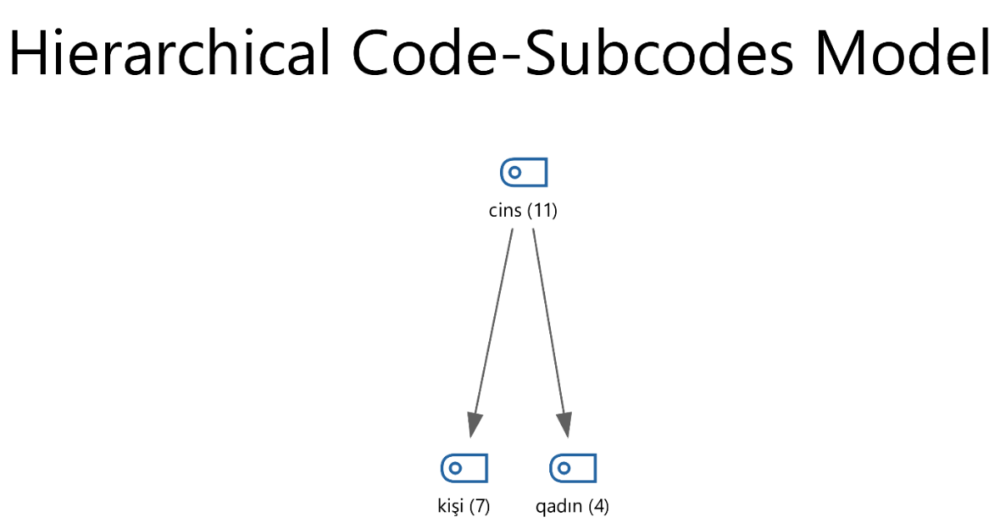 Hierarchical Code-Subcodes Model
cins (11)
kişi (7) qadın (4)